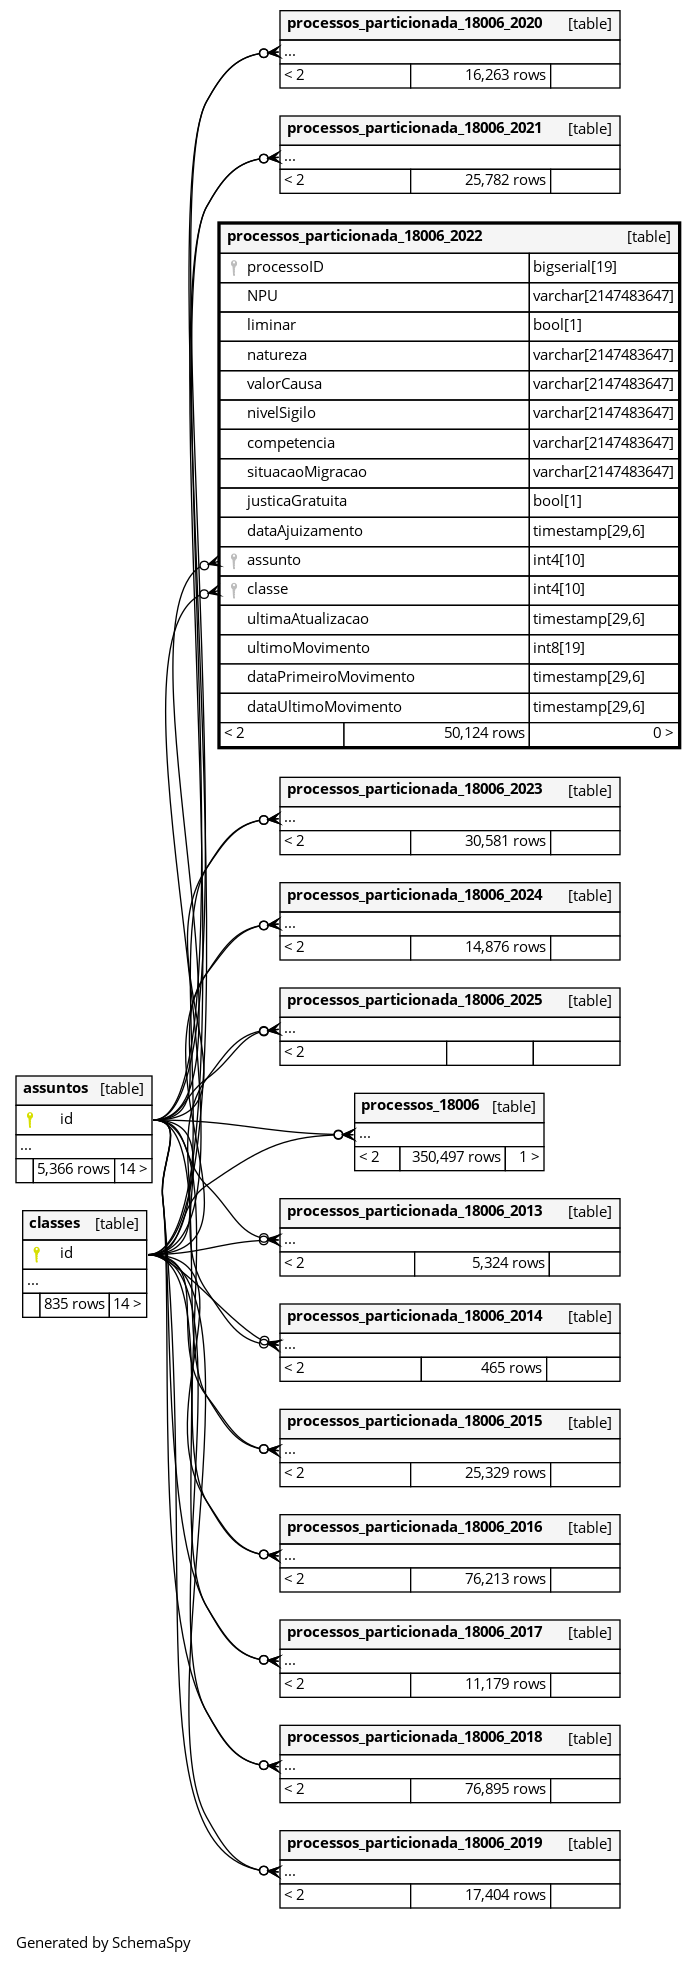 processos_particionada_18006_2020 [table]
...
< 2 16,263 rows
processos_particionada_18006_2021 [table]
...
< 2 25,782 rows
processos_particionada_18006_2022 [table]
processoID bigserial[19]
NPU varchar[2147483647]
liminar bool[1]
natureza varchar[2147483647]
valorCausa varchar[2147483647]
nivelSigilo varchar[2147483647]
competencia varchar[2147483647]
situacaoMigracao varchar[2147483647]
justicaGratuita bool[1]
dataAjuizamento timestamp[29,6]
assunto int4[10]
classe int4[10]
ultimaAtualizacao timestamp[29,6]
ultimoMovimento int8[19]
dataPrimeiroMovimento timestamp[29,6]
dataUltimoMovimento timestamp[29,6]
< 2 50,124 rows 0 >
processos_particionada_18006_2023 [table]
...
< 2 30,581 rows
processos_particionada_18006_2024 [table]
...
< 2 14,876 rows
processos_particionada_18006_2025 [table]
...
< 2
assuntos [table]
id
...
5,366 rows 14 >
processos_18006 [table]
...
< 2 350,497 rows 1 >
classes [table]
id
...
835 rows 14 >
processos_particionada_18006_2013 [table]
...
< 2 5,324 rows
processos_particionada_18006_2014 [table]
...
< 2 465 rows
processos_particionada_18006_2015 [table]
...
< 2 25,329 rows
processos_particionada_18006_2016 [table]
...
< 2 76,213 rows
processos_particionada_18006_2017 [table]
...
< 2 11,179 rows
processos_particionada_18006_2018 [table]
...
< 2 76,895 rows
processos_particionada_18006_2019 [table]
...
< 2 17,404 rows
Generated by SchemaSpy